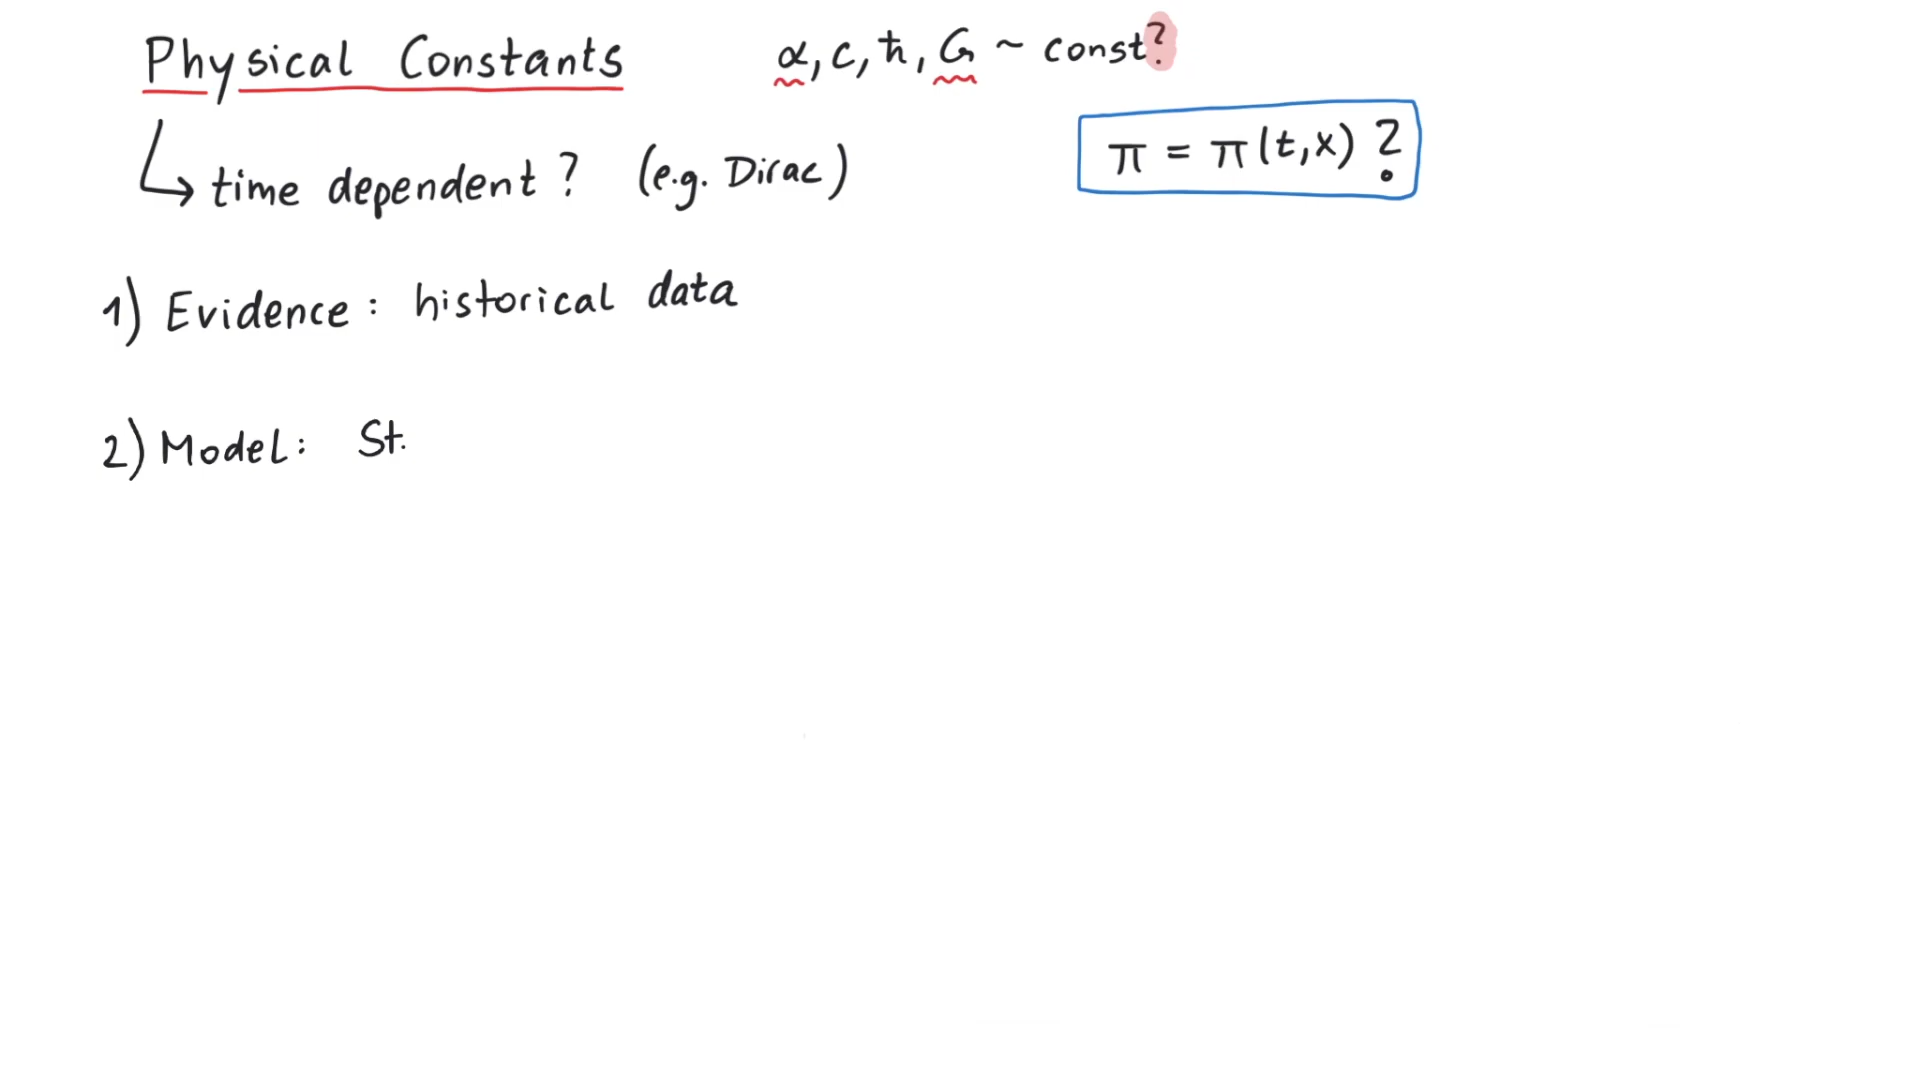 Physical Constants α, c, ħ, G ~ const?
π = π(t,x) ?
↳ time dependent? (e.g. Dirac)
1) Evidence: historical data
2) Model: St.